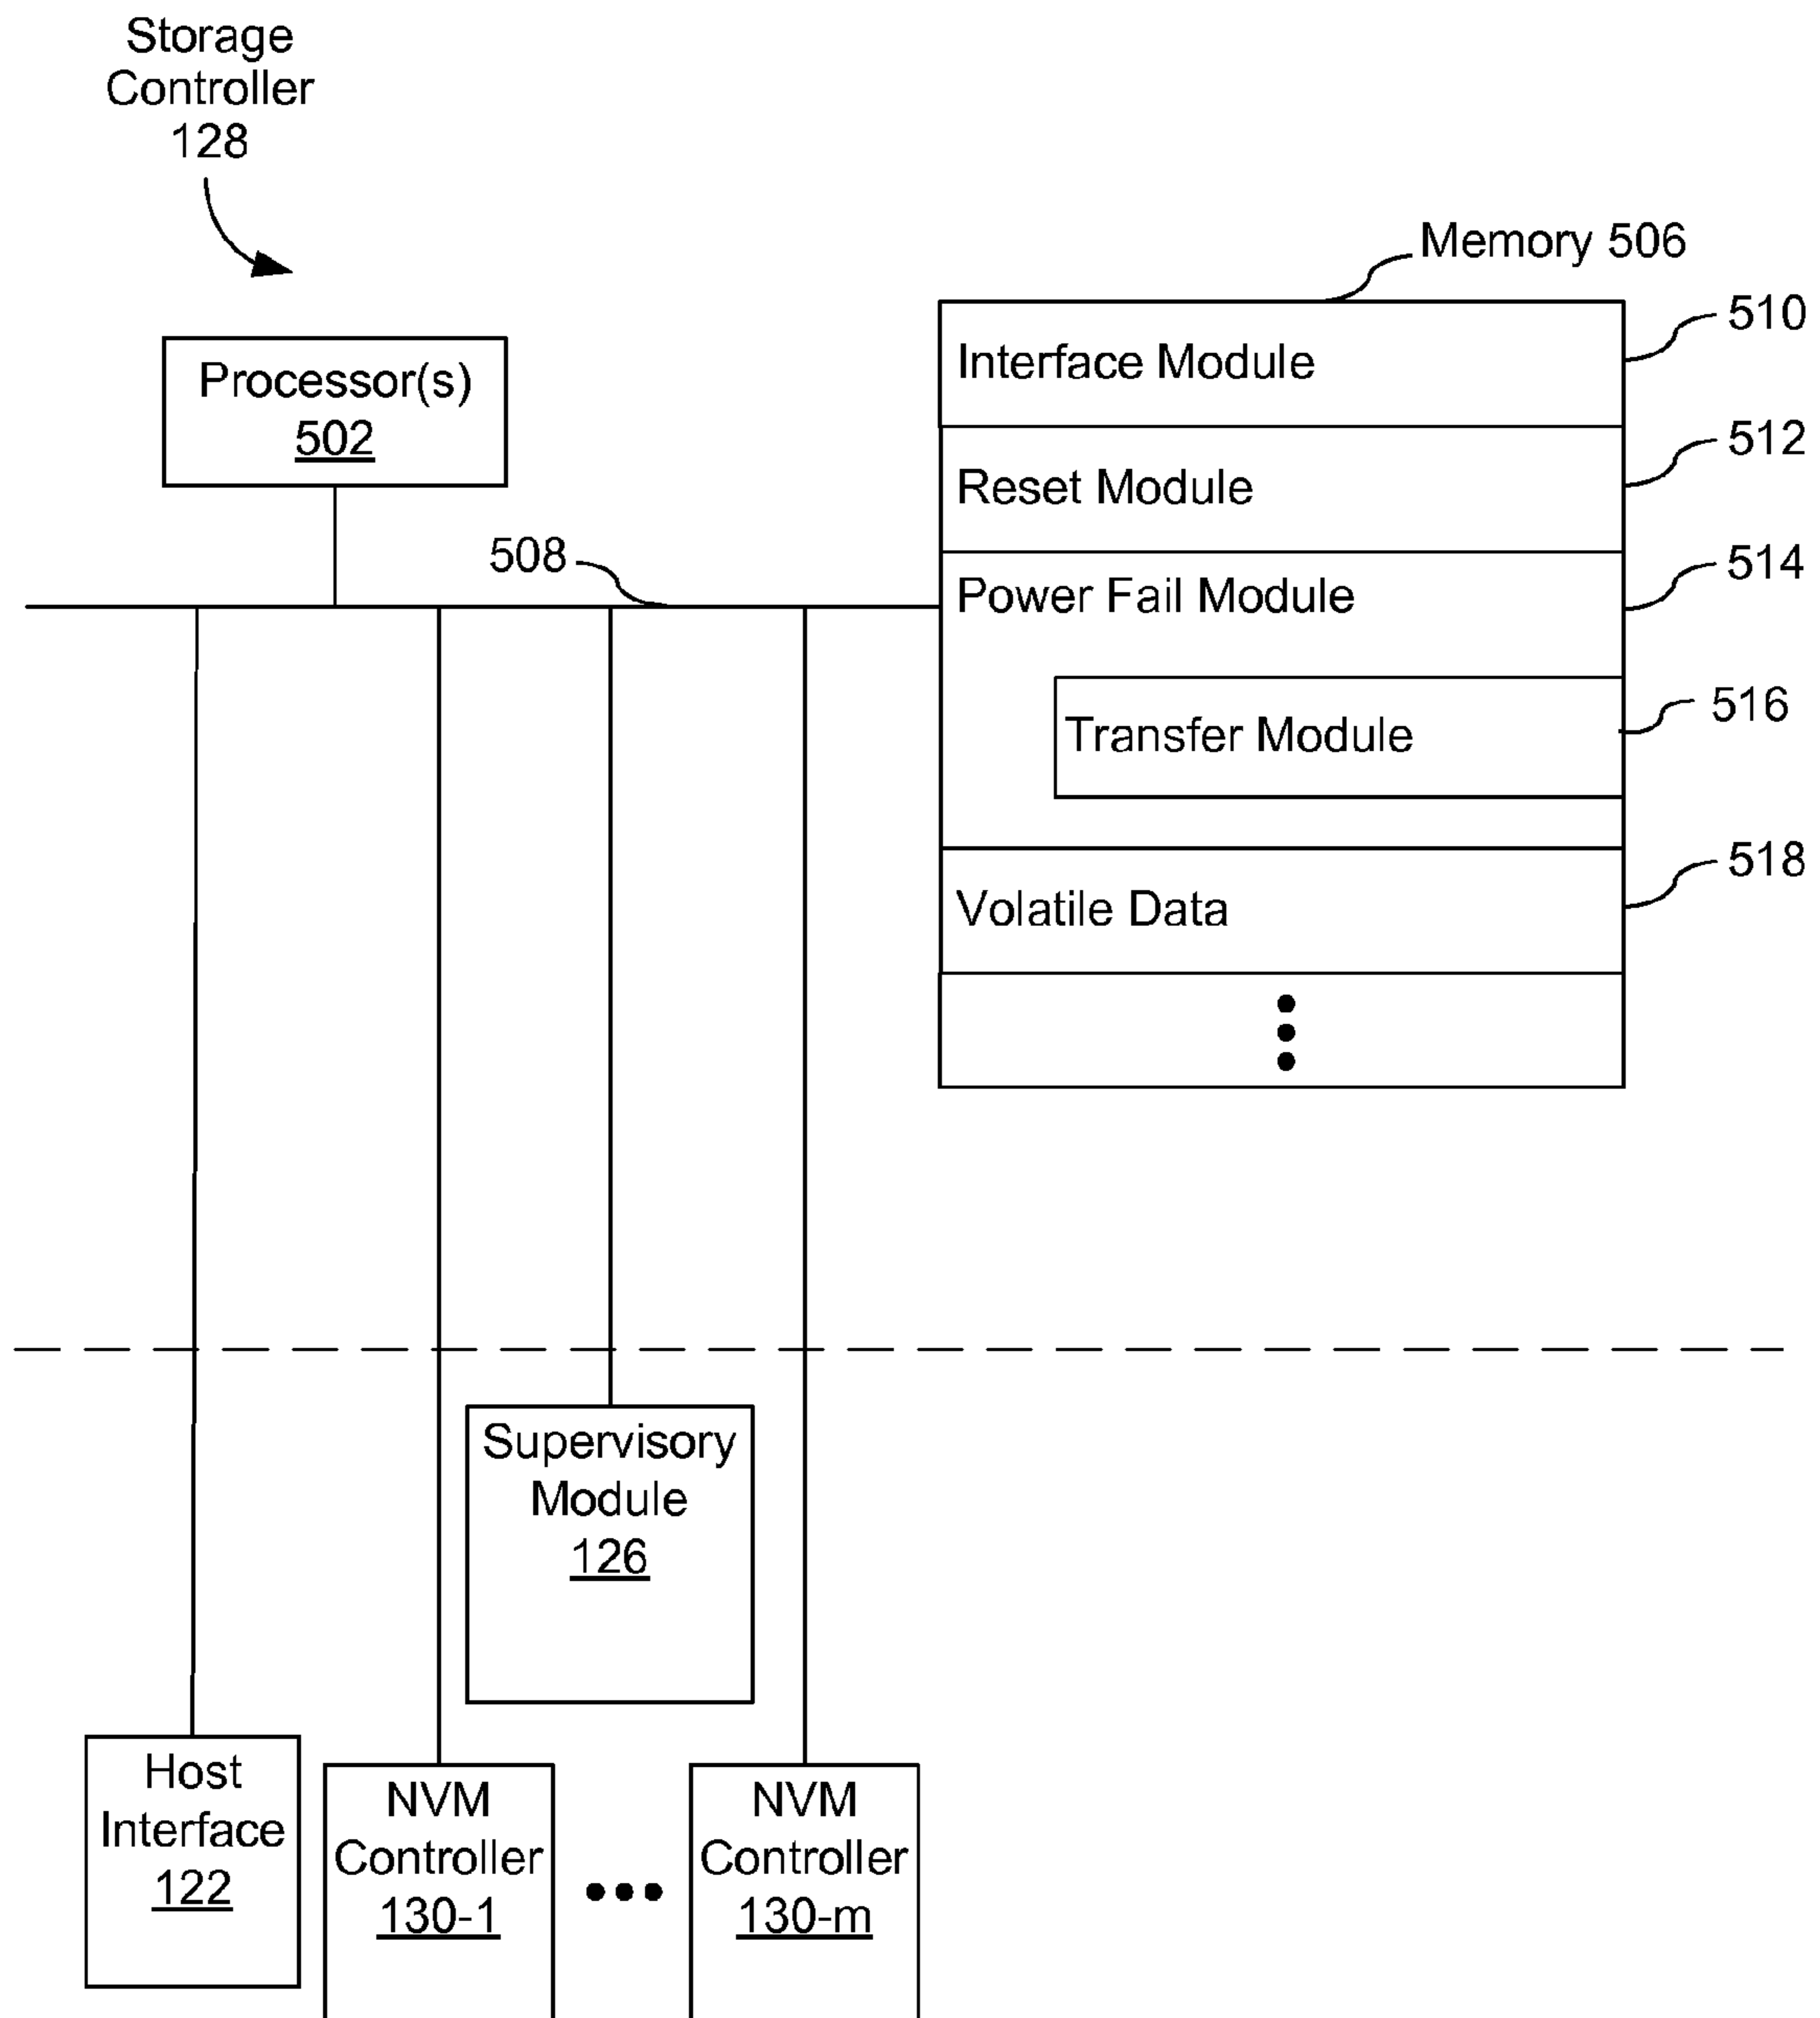 Storage
Controller
128
Memory 506
510
Interface Module
Processor(s)
502
512
Reset Module
508
514
Power Fail Module
516
Transfer Module
518
Volatile Data
Supervisory
Module
126
Host
Interface
122
NVM
Controller
130-1
NVM
Controller
130-m